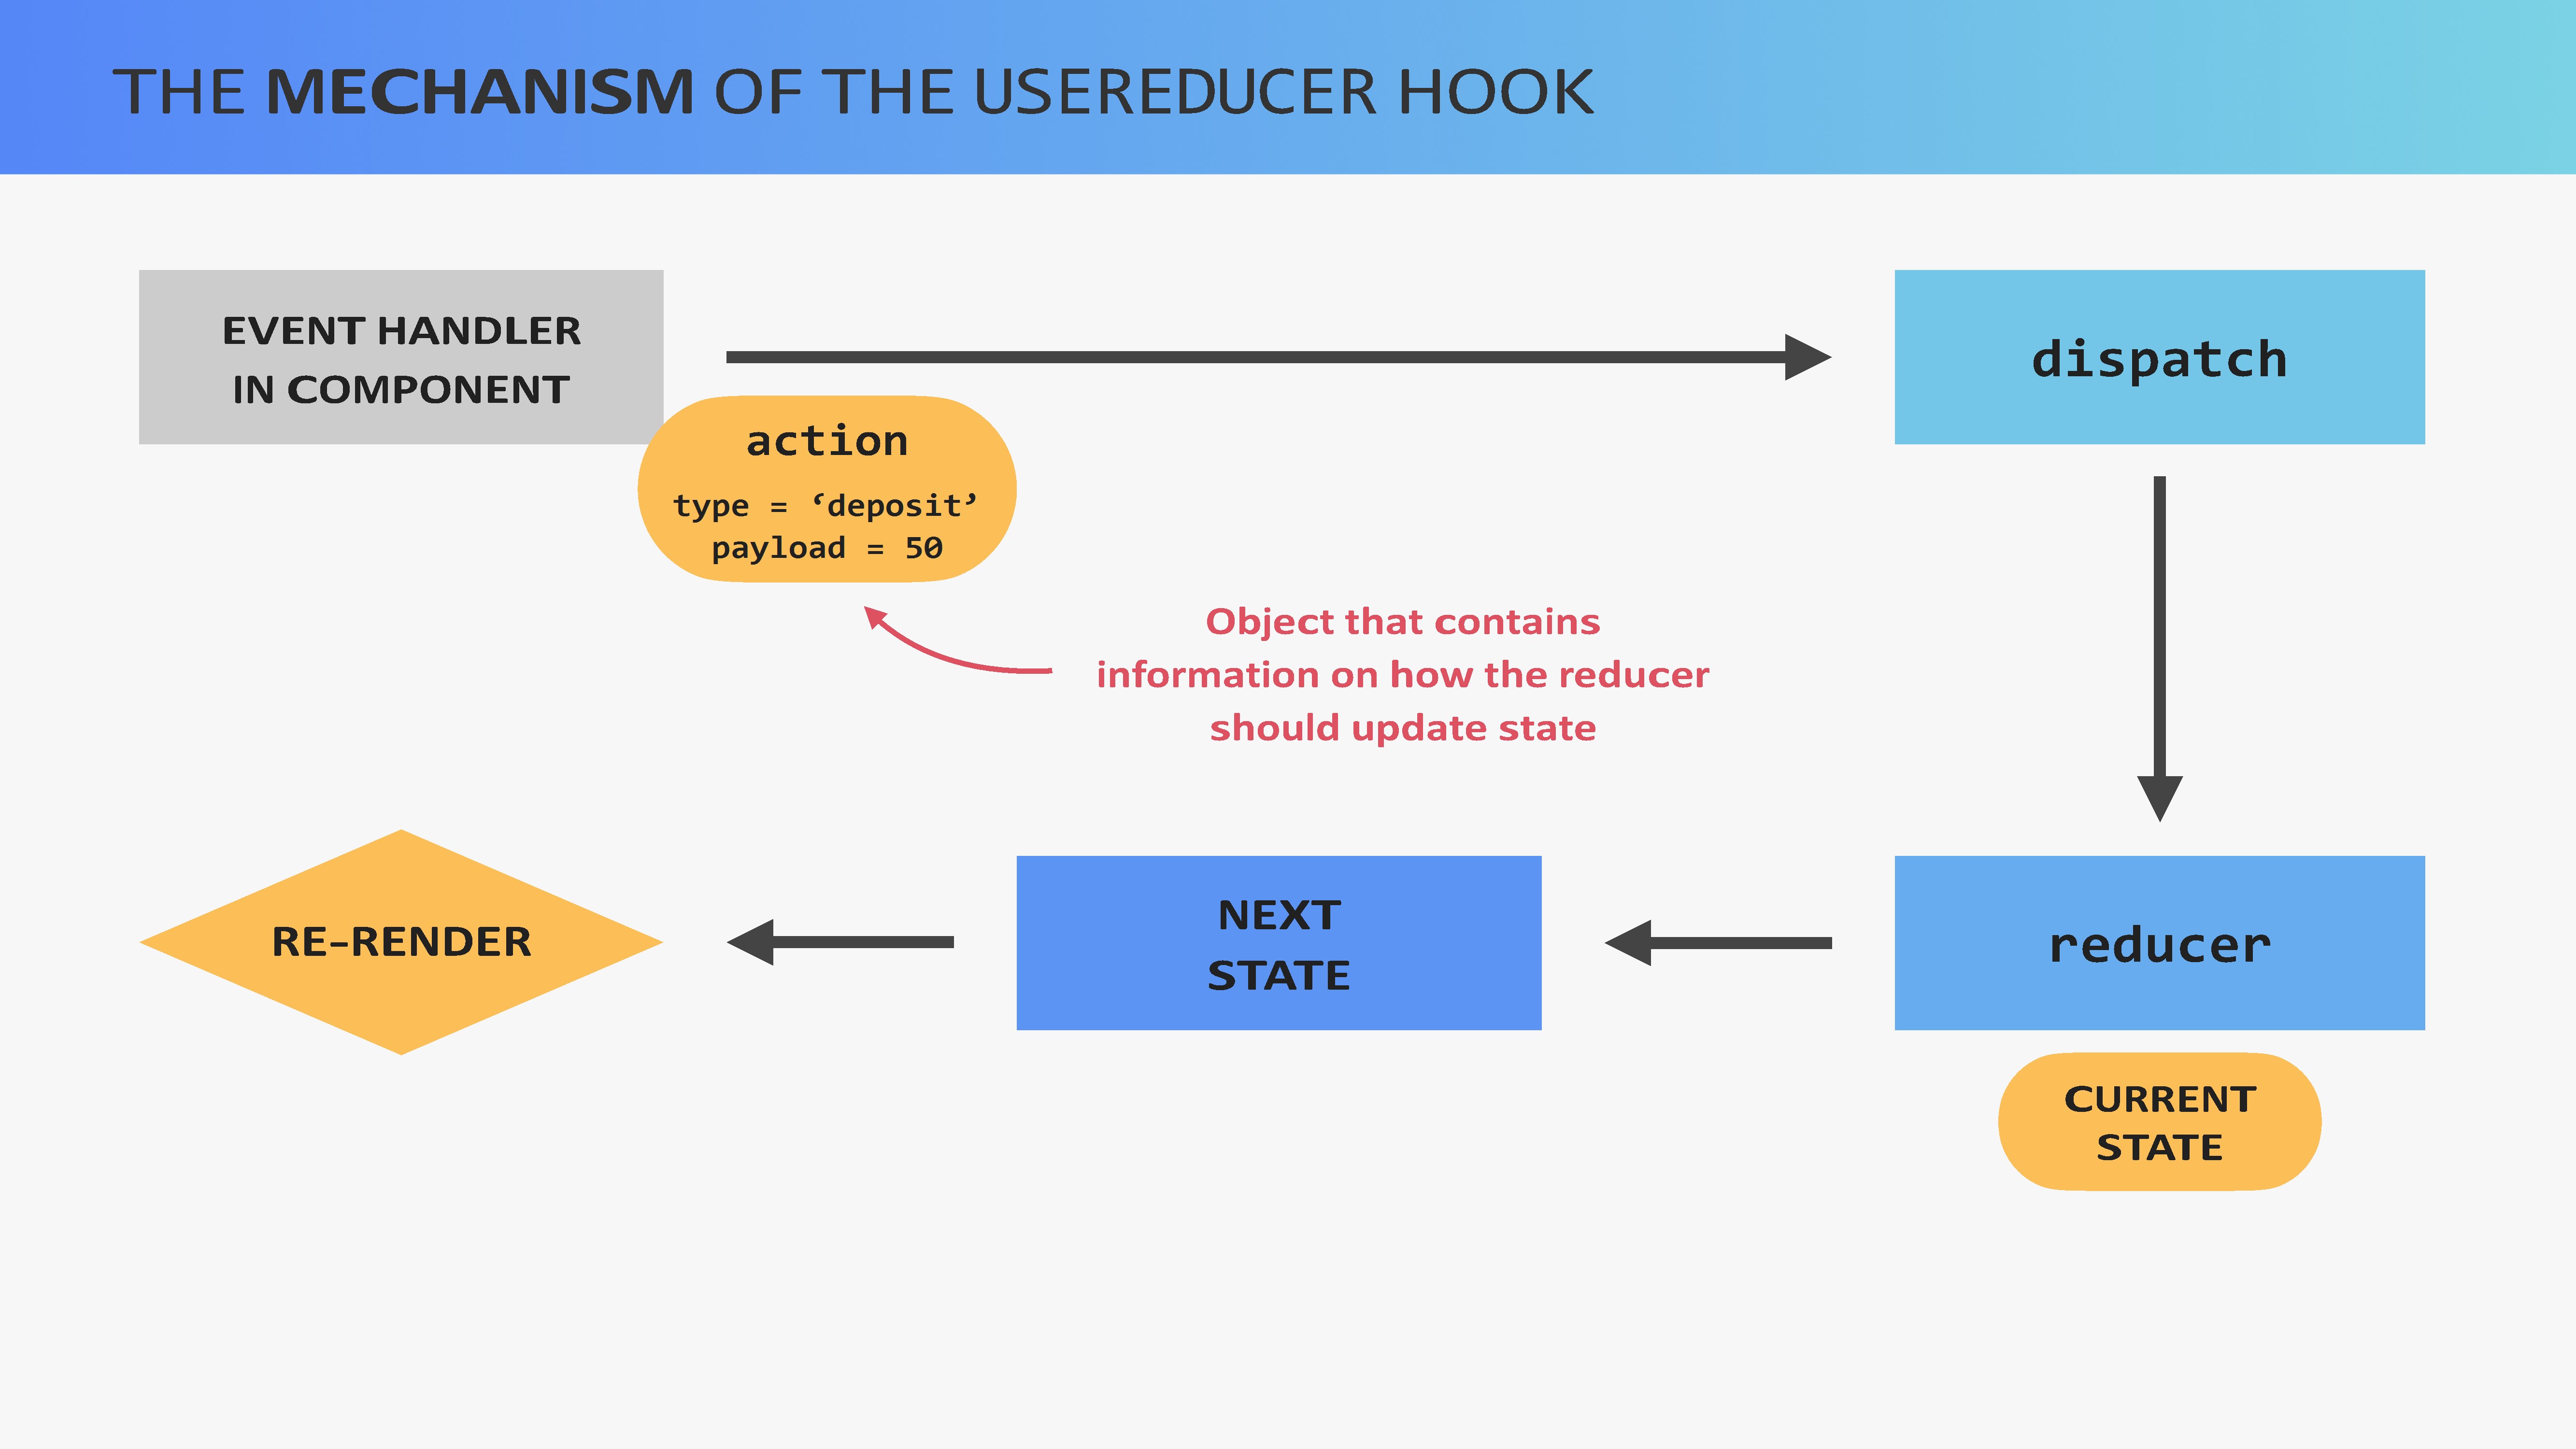 THE MECHANISM OF THE USEREDUCER HOOK
EVENT HANDLER
IN COMPONENT
dispatch
action
type = ‘deposit’
payload = 50
Object that contains
information on how the reducer
should update state
RE-RENDER
NEXT
STATE
reducer
CURRENT
STATE